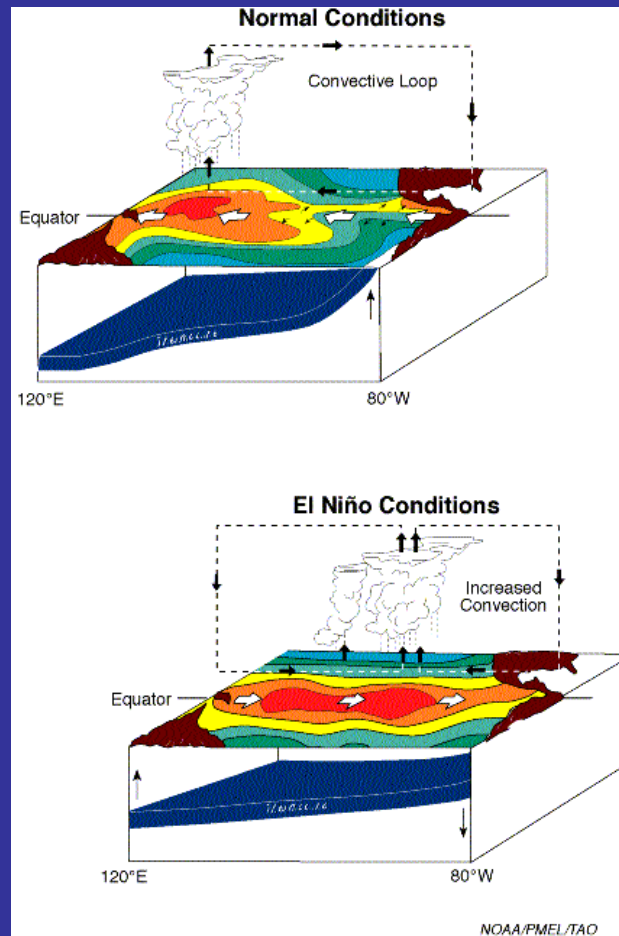 Normal Conditions
Convective Loop
Equator
120°E
80°W
El Niño Conditions
Increased
Convection
Equator
120°E
80°W
NOAA/PMEL/TAO